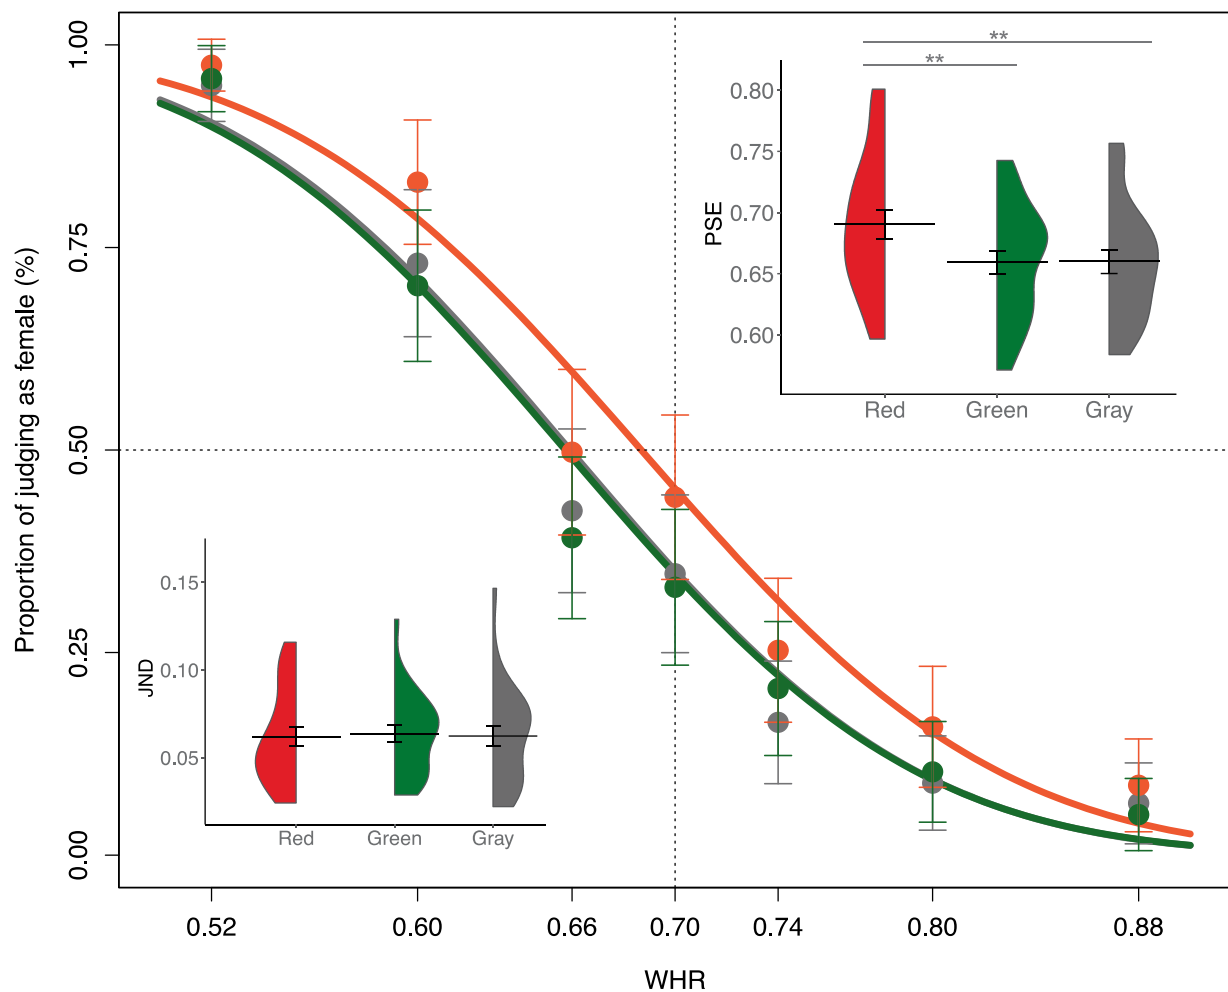 Proportion of judging as female (%)
1.00
0.75
0.50
0.25
0.00
0.52
0.60
0.66
0.70
0.74
0.80
0.88
WHR
**
**
PSE
0.80
0.75
0.70
0.65
0.60
Red
Green
Gray
JND
0.15
0.10
0.05
Red
Green
Gray